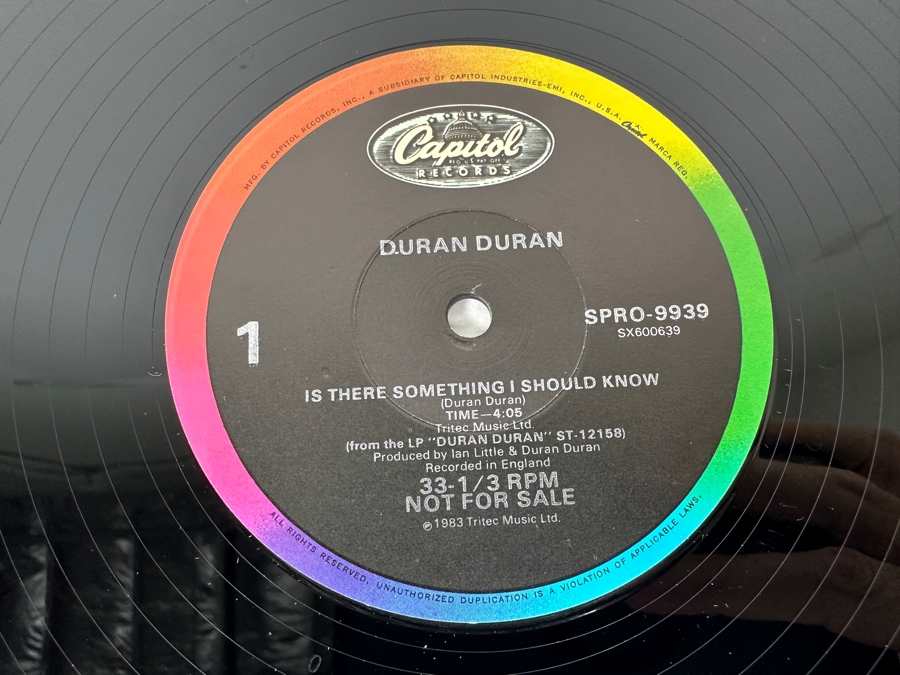 MFG. BY CAPITOL RECORDS, INC., A SUBSIDIARY OF CAPITOL INDUSTRIES-EMI, INC., U.S.A. Capitol MARCA REG.
Capitol
REG. U.S. PAT. OFF.
RECORDS
DURAN DURAN
1
SPRO-9939
SX600639
IS THERE SOMETHING I SHOULD KNOW
(Duran Duran)
TIME—4:05
Tritec Music Ltd.
(from the LP "DURAN DURAN" ST-12158)
Produced by Ian Little & Duran Duran
Recorded in England
33-1/3 RPM
NOT FOR SALE
℗1983 Tritec Music Ltd.
ALL RIGHTS RESERVED. UNAUTHORIZED DUPLICATION IS A VIOLATION OF APPLICABLE LAWS.